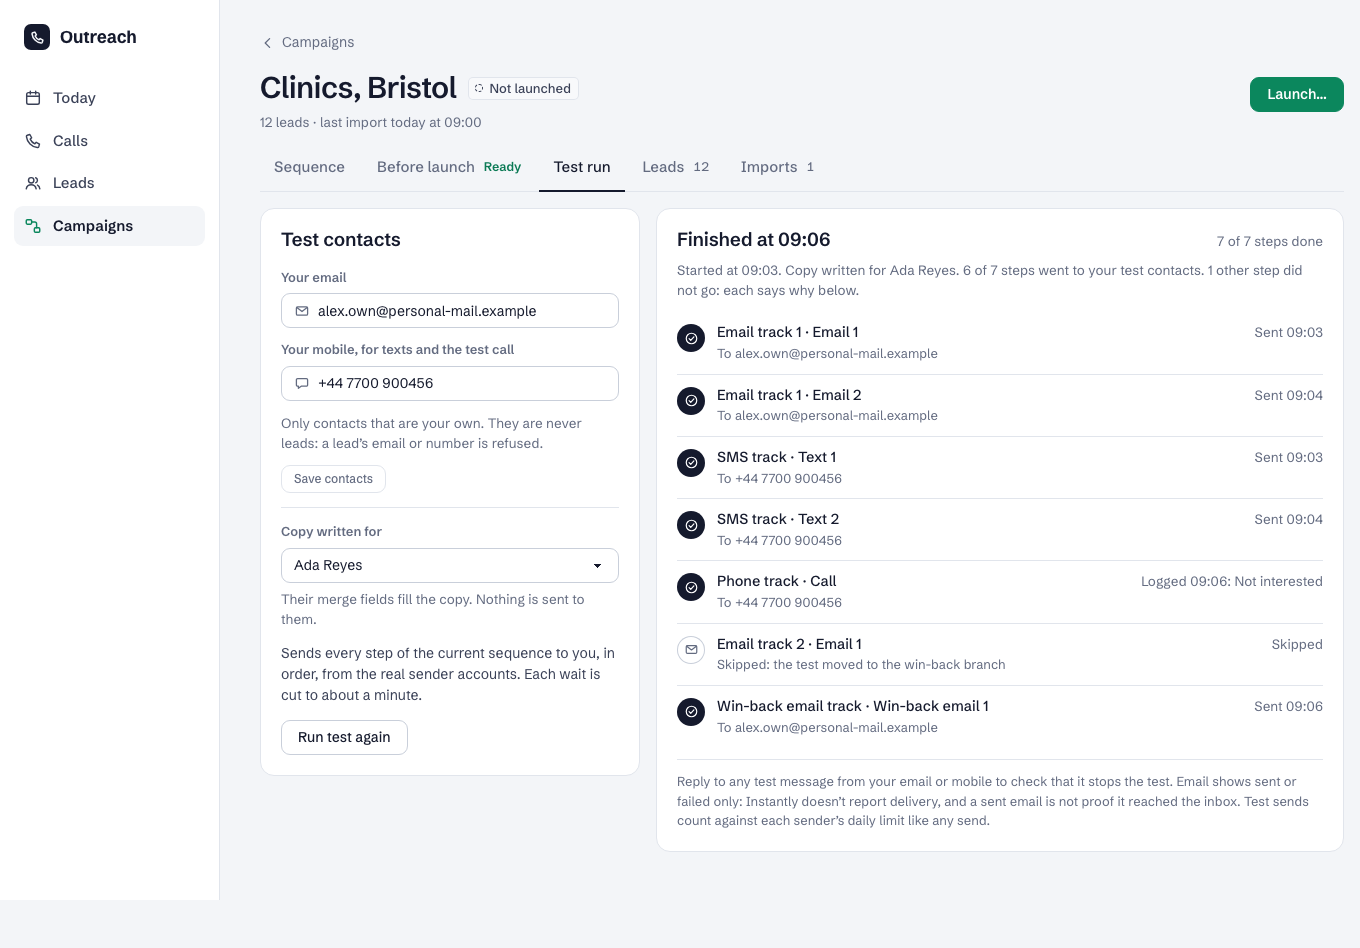 Outreach
Today
Calls
Leads
Campaigns
Campaigns
Clinics, Bristol
Not launched
Launch…
12 leads · last import today at 09:00
Sequence
Before launch Ready
Test run
Leads 12
Imports 1
Test contacts
Your email
alex.own@personal-mail.example
Your mobile, for texts and the test call
+44 7700 900456
Only contacts that are your own. They are never
leads: a lead’s email or number is refused.
Save contacts
Copy written for
Ada Reyes
Their merge fields fill the copy. Nothing is sent to
them.
Sends every step of the current sequence to you, in
order, from the real sender accounts. Each wait is
cut to about a minute.
Run test again
Finished at 09:06
7 of 7 steps done
Started at 09:03. Copy written for Ada Reyes. 6 of 7 steps went to your test contacts. 1 other step did
not go: each says why below.
Email track 1 · Email 1
Sent 09:03
To alex.own@personal-mail.example
Email track 1 · Email 2
Sent 09:04
To alex.own@personal-mail.example
SMS track · Text 1
Sent 09:03
To +44 7700 900456
SMS track · Text 2
Sent 09:04
To +44 7700 900456
Phone track · Call
Logged 09:06: Not interested
To +44 7700 900456
Email track 2 · Email 1
Skipped
Skipped: the test moved to the win-back branch
Win-back email track · Win-back email 1
Sent 09:06
To alex.own@personal-mail.example
Reply to any test message from your email or mobile to check that it stops the test. Email shows sent or
failed only: Instantly doesn’t report delivery, and a sent email is not proof it reached the inbox. Test sends
count against each sender’s daily limit like any send.